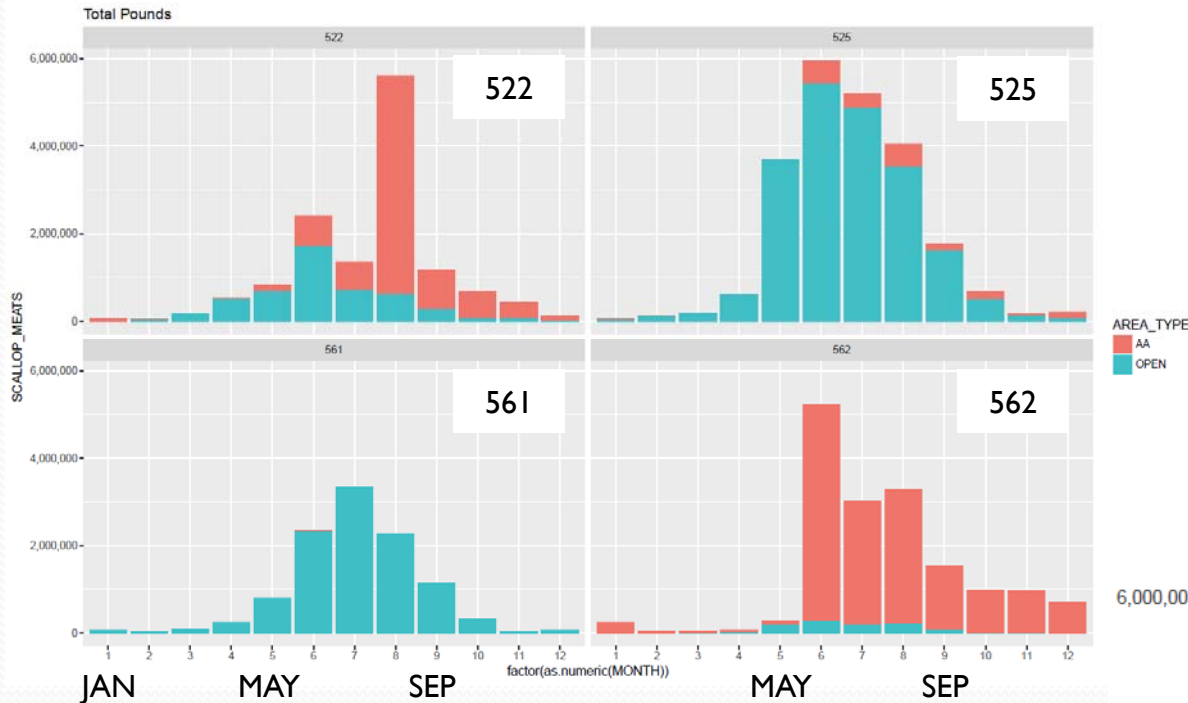 Total Pounds
522
525
522
525
6,000,000
4,000,000
2,000,000
0
SCALLOP_MEATS
561
562
561
562
6,000,000
4,000,000
2,000,000
0
AREA_TYPE
AA
OPEN
6,000,00
1 2 3 4 5 6 7 8 9 10 11 12
1 2 3 4 5 6 7 8 9 10 11 12
factor(as.numeric(MONTH))
JAN MAY SEP MAY SEP